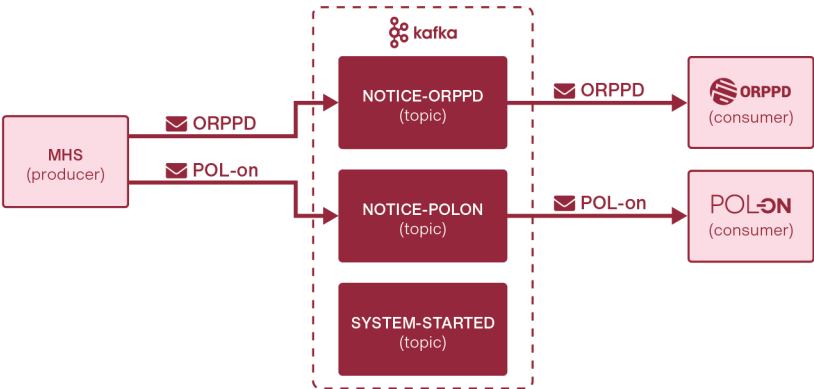 kafka
NOTICE-ORPPD
(topic)
ORPPD
ORPPD
ORPPD
(consumer)
MHS
(producer)
POL-on
NOTICE-POLON
(topic)
POL-on
POL-ON
(consumer)
SYSTEM-STARTED
(topic)